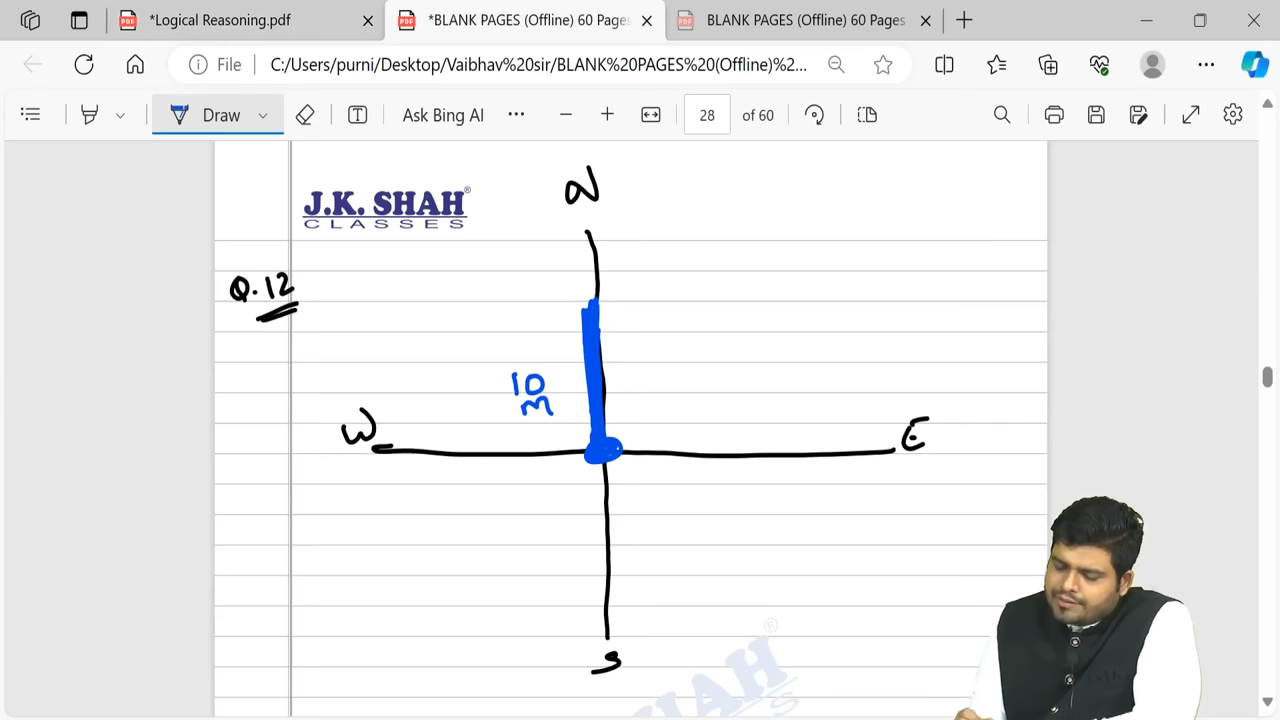 *Logical Reasoning.pdf
*BLANK PAGES (Offline) 60 Pages
BLANK PAGES (Offline) 60 Pages
File
C:/Users/purni/Desktop/Vaibhav%20sir/BLANK%20PAGES%20(Offline)%2...
Draw
Ask Bing AI
28
of 60
J.K. SHAH®
CLASSES
N
Q.12
10
m
W
E
S
SHAH®